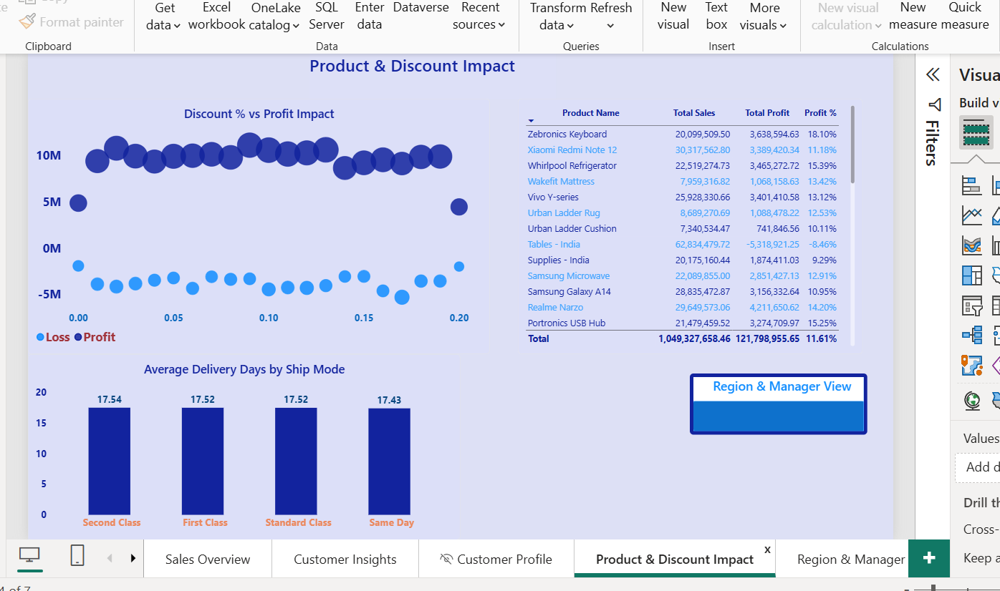 Copy
Format painter
Clipboard
Get data
Excel workbook
OneLake catalog
SQL Server
Enter data
Dataverse
Recent sources
Data
Transform data
Refresh
Queries
New visual
Text box
More visuals
Insert
New visual calculation
New measure
Quick measure
Calculations
Product & Discount Impact
Discount % vs Profit Impact
10M
5M
0M
-5M
0.00 0.05 0.10 0.15 0.20
Loss Profit
Product Name Total Sales Total Profit Profit %
Zebronics Keyboard 20,099,509.50 3,638,594.63 18.10%
Xiaomi Redmi Note 12 30,317,562.80 3,389,420.34 11.18%
Whirlpool Refrigerator 22,519,274.73 3,465,272.72 15.39%
Wakefit Mattress 7,959,316.82 1,068,158.63 13.42%
Vivo Y-series 25,928,330.66 3,401,410.58 13.12%
Urban Ladder Rug 8,689,270.69 1,088,478.22 12.53%
Urban Ladder Cushion 7,340,534.47 741,846.56 10.11%
Tables - India 62,834,479.72 -5,318,921.25 -8.46%
Supplies - India 20,175,160.44 1,874,411.03 9.29%
Samsung Microwave 22,089,855.00 2,851,427.13 12.91%
Samsung Galaxy A14 28,835,472.87 3,156,332.64 10.95%
Realme Narzo 29,649,573.06 4,211,650.62 14.20%
Portronics USB Hub 21,479,459.52 3,274,709.97 15.25%
Total 1,049,327,658.46 121,798,955.65 11.61%
Average Delivery Days by Ship Mode
20
15
10
5
0
17.54 17.52 17.52 17.43
Second Class First Class Standard Class Same Day
Region & Manager View
Filters
Visua
Build v
Values
Add d
Drill th
Cross-
Keep a
Sales Overview
Customer Insights
Customer Profile
Product & Discount Impact
x
Region & Manager
4 of 7